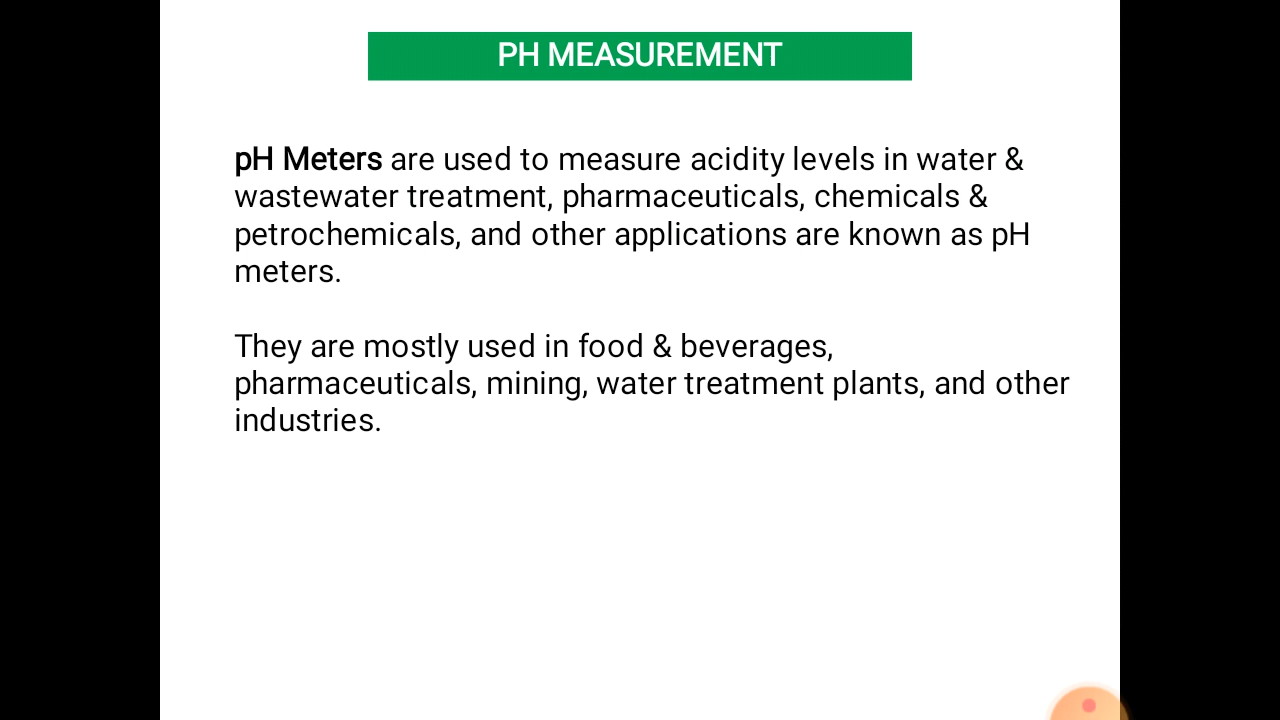 PH MEASUREMENT
pH Meters are used to measure acidity levels in water &
wastewater treatment, pharmaceuticals, chemicals &
petrochemicals, and other applications are known as pH
meters.
They are mostly used in food & beverages,
pharmaceuticals, mining, water treatment plants, and other
industries.